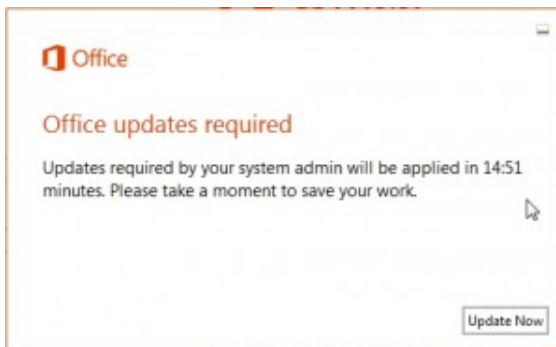 Office
Office updates required
Updates required by your system admin will be applied in 14:51
minutes. Please take a moment to save your work.
Update Now